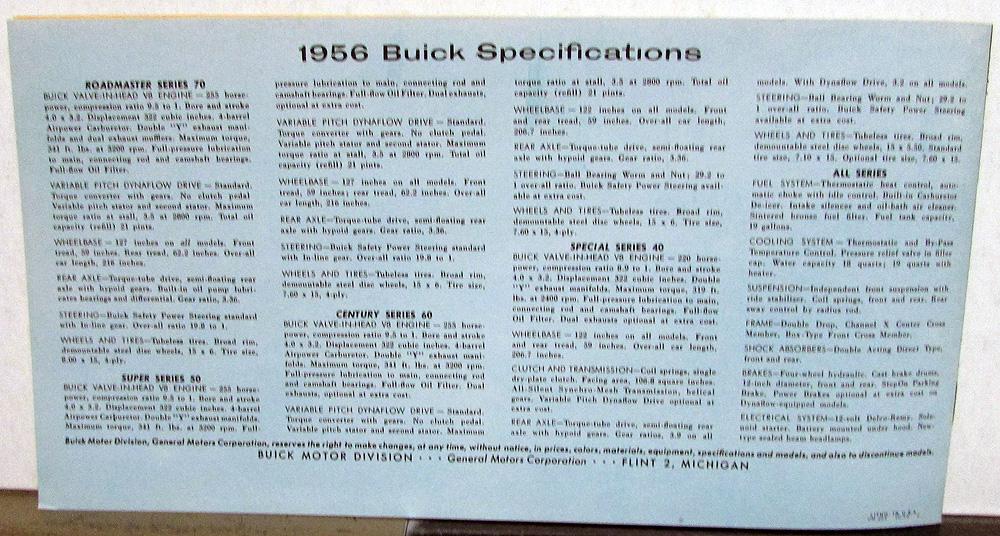 1956 Buick Specifications
ROADMASTER SERIES 70
BUICK VALVE-IN-HEAD V8 ENGINE — 255 horse-
power, compression ratio 9.5 to 1. Bore and stroke
4.0 x 3.2. Displacement 322 cubic inches. 4-barrel
Airpower Carburetor. Double "Y" exhaust mani-
folds and dual exhaust mufflers. Maximum torque,
341 ft. lbs. at 3200 rpm. Full-pressure lubrication
to main, connecting rod and camshaft bearings.
Full-flow Oil Filter.
VARIABLE PITCH DYNAFLOW DRIVE — Standard.
Torque converter with gears. No clutch pedal.
Variable pitch stator and second stator. Maximum
torque ratio at stall, 3.5 at 2800 rpm. Total oil
capacity (refill) 21 pints.
WHEELBASE — 127 inches on all models. Front
tread, 59 inches. Rear tread, 62.2 inches. Over-all
car length, 216 inches.
REAR AXLE—Torque-tube drive, semi-floating rear
axle with hypoid gears. Built-in oil pump lubri-
cates bearings and differential. Gear ratio, 3.36.
STEERING—Buick Safety Power Steering standard
with In-line gear. Over-all ratio 19.8 to 1.
WHEELS AND TIRES—Tubeless tires. Broad rim,
demountable steel disc wheels, 15 x 6. Tire size,
8.00 x 15, 4-ply.
SUPER SERIES 50
BUICK VALVE-IN-HEAD V8 ENGINE — 255 horse-
power, compression ratio 9.5 to 1. Bore and stroke
4.0 x 3.2. Displacement 322 cubic inches. 4-barrel
Airpower Carburetor. Double "Y" exhaust manifolds.
Maximum torque, 341 ft. lbs. at 3200 rpm. Full-
pressure lubrication to main, connecting rod and
camshaft bearings. Full-flow Oil Filter. Dual exhausts,
optional at extra cost.
VARIABLE PITCH DYNAFLOW DRIVE — Standard.
Torque converter with gears. No clutch pedal.
Variable pitch stator and second stator. Maximum
torque ratio at stall, 3.5 at 2800 rpm. Total oil
capacity (refill) 21 pints.
WHEELBASE — 127 inches on all models. Front
tread, 59 inches; rear tread, 62.2 inches. Over-all
car length, 216 inches.
REAR AXLE—Torque-tube drive, semi-floating rear
axle with hypoid gears. Gear ratio, 3.36.
STEERING—Buick Safety Power Steering standard
with In-line gear. Over-all ratio 19.8 to 1.
WHEELS AND TIRES—Tubeless tires. Broad rim,
demountable steel disc wheels, 15 x 6. Tire size,
7.60 x 15, 4-ply.
CENTURY SERIES 60
BUICK VALVE-IN-HEAD V8 ENGINE — 255 horse-
power, compression ratio 9.5 to 1. Bore and stroke
4.0 x 3.2. Displacement 322 cubic inches. 4-barrel
Airpower Carburetor. Double "Y" exhaust mani-
folds. Maximum torque, 341 ft. lbs. at 3200 rpm.
Full-pressure lubrication to main, connecting rod
and camshaft bearings. Full-flow Oil Filter. Dual
exhausts, optional at extra cost.
VARIABLE PITCH DYNAFLOW DRIVE — Standard.
Torque converter with gears. No clutch pedal.
Variable pitch stator and second stator. Maximum
torque ratio at stall, 3.5 at 2800 rpm. Total oil
capacity (refill) 21 pints.
WHEELBASE — 122 inches on all models. Front
and rear tread, 59 inches. Over-all car length,
206.7 inches.
REAR AXLE—Torque-tube drive, semi-floating rear
axle with hypoid gears. Gear ratio, 3.36.
STEERING—Ball Bearing Worm and Nut; 29.2 to
1 over-all ratio. Buick Safety Power Steering avail-
able at extra cost.
WHEELS AND TIRES—Tubeless tires. Broad rim,
demountable steel disc wheels, 15 x 6. Tire size,
7.60 x 15, 4-ply.
SPECIAL SERIES 40
BUICK VALVE-IN-HEAD V8 ENGINE — 220 horse-
power, compression ratio 8.9 to 1. Bore and stroke
4.0 x 3.2. Displacement 322 cubic inches. Double
"Y" exhaust manifolds. Maximum torque, 319 ft.
lbs. at 2400 rpm. Full-pressure lubrication to main,
connecting rod and camshaft bearings. Full-flow
Oil Filter. Dual exhausts optional at extra cost.
WHEELBASE — 122 inches on all models. Front
and rear tread, 59 inches. Over-all car length,
206.7 inches.
CLUTCH AND TRANSMISSION—Coil springs, single
dry-plate clutch. Facing area, 106.8 square inches.
All-Silent Synchro-Mesh Transmission, helical
gears. Variable Pitch Dynaflow Drive optional at
extra cost.
REAR AXLE—Torque-tube drive, semi-floating rear
axle with hypoid gears. Gear ratios, 3.9 on all
models. With Dynaflow Drive, 3.2 on all models.
STEERING—Ball Bearing Worm and Nut; 29.2 to
1 over-all ratio. Buick Safety Power Steering
available at extra cost.
WHEELS AND TIRES—Tubeless tires. Broad rim,
demountable steel disc wheels, 15 x 5.50. Standard
tire size, 7.10 x 15. Optional tire size, 7.60 x 15.
ALL SERIES
FUEL SYSTEM—Thermostatic heat control, auto-
matic choke with cover control. Built-in Carburetor
De-icer. Intake silencer and oil-bath air cleaner.
Sintered bronze fuel filter. Fuel tank capacity,
19 gallons.
COOLING SYSTEM — Thermostatic and By-Pass
Temperature Control. Pressure relief valve in filler
cap. Water capacity 18 quarts; 19 quarts with
heater.
SUSPENSION—Independent front suspension with
ride stabilizer. Coil springs, front and rear. Rear
sway control by radius rod.
FRAME—Double Drop, Channel X Center Cross
Member, Box-Type Front Cross Member.
SHOCK ABSORBERS—Double Acting Direct Type,
front and rear.
BRAKES—Four-wheel hydraulic. Cast brake drums,
12-inch diameter, front and rear. StepOn Parking
Brake. Power Brakes optional at extra cost on
Dynaflow-equipped models.
ELECTRICAL SYSTEM—12-volt Delco-Remy. Sole-
noid starter. Battery mounted under hood. New-
type sealed beam headlamps.
Buick Motor Division, General Motors Corporation, reserves the right to make changes, at any time, without notice, in prices, colors, materials, equipment, specifications and models, and also to discontinue models.
BUICK MOTOR DIVISION · · · General Motors Corporation · · · FLINT 2, MICHIGAN
LITHO IN U.S.A.